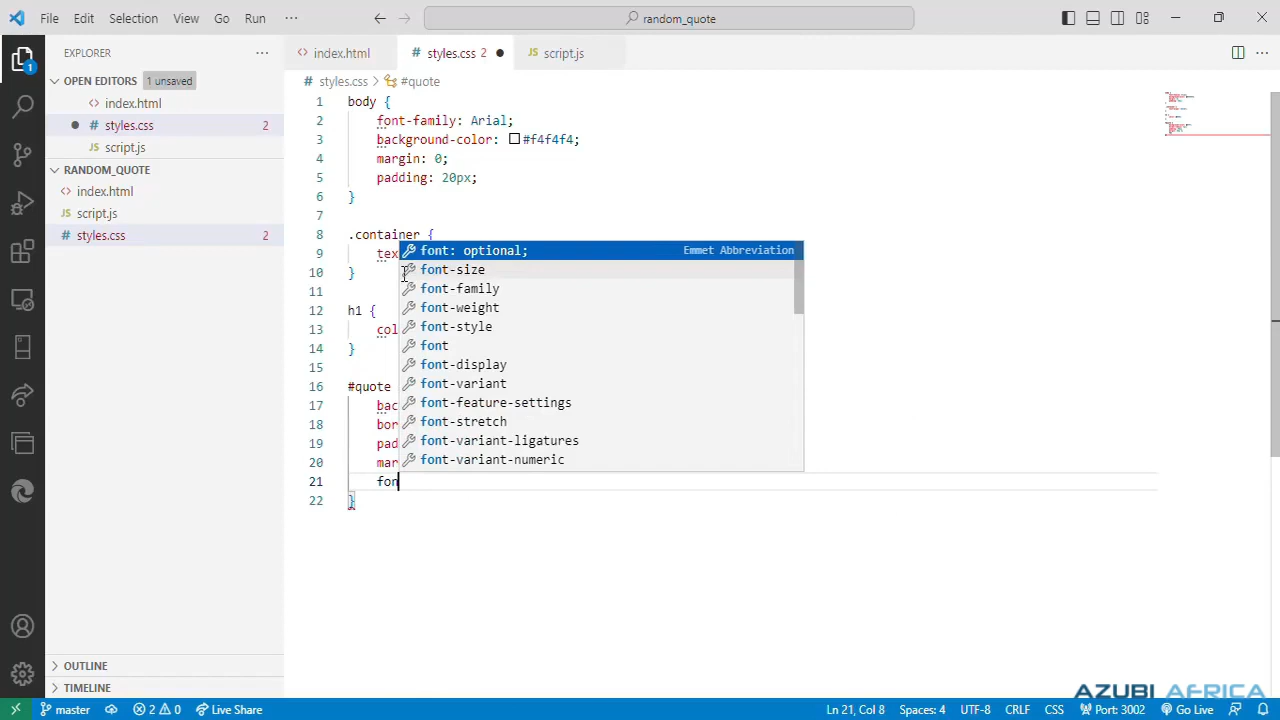 File Edit Selection View Go Run ··· random_quote
EXPLORER ···
OPEN EDITORS 1 unsaved
<> index.html
● # styles.css 2
JS script.js
RANDOM_QUOTE
<> index.html
JS script.js
# styles.css 2
OUTLINE
TIMELINE
1
<> index.html # styles.css 2 ● JS script.js
# styles.css > #quote
1 body {
2 font-family: Arial;
3 background-color: #f4f4f4;
4 margin: 0;
5 padding: 20px;
6 }
7
8 .container {
9 tex
10 }
11
12 h1 {
13 col
14 }
15
16 #quote
17 bac
18 bor
19 pad
20 mar
21 fon
22 }
font: optional; Emmet Abbreviation
font-size
font-family
font-weight
font-style
font
font-display
font-variant
font-feature-settings
font-stretch
font-variant-ligatures
font-variant-numeric
AZUBI AFRICA
master 2 0 Live Share Ln 21, Col 8 Spaces: 4 UTF-8 CRLF CSS Port: 3002 Go Live